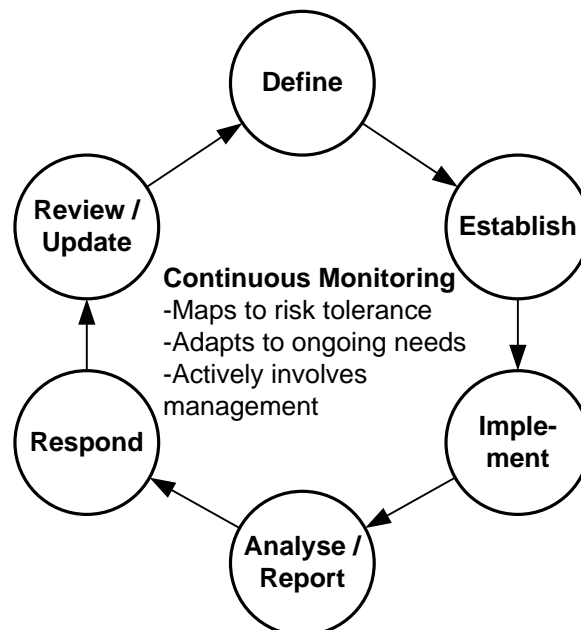 Define
Review /
Update
Establish
Continuous Monitoring
-Maps to risk tolerance
-Adapts to ongoing needs
-Actively involves
management
Respond
Imple-
ment
Analyse /
Report